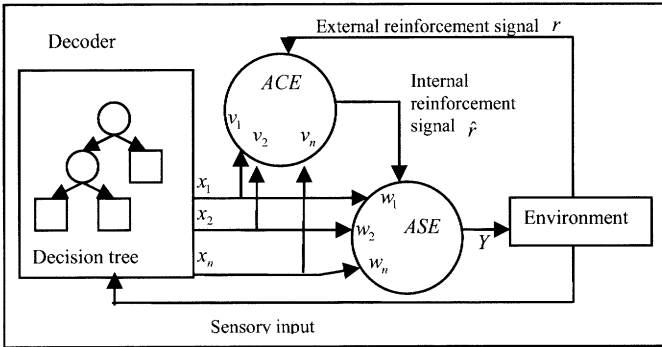 External reinforcement signal r
Decoder
ACE
Internal
reinforcement
signal r̂
v1
v2
vn
x1
w1
x2
w2
ASE
Environment
Y
Decision tree
xn
wn
Sensory input